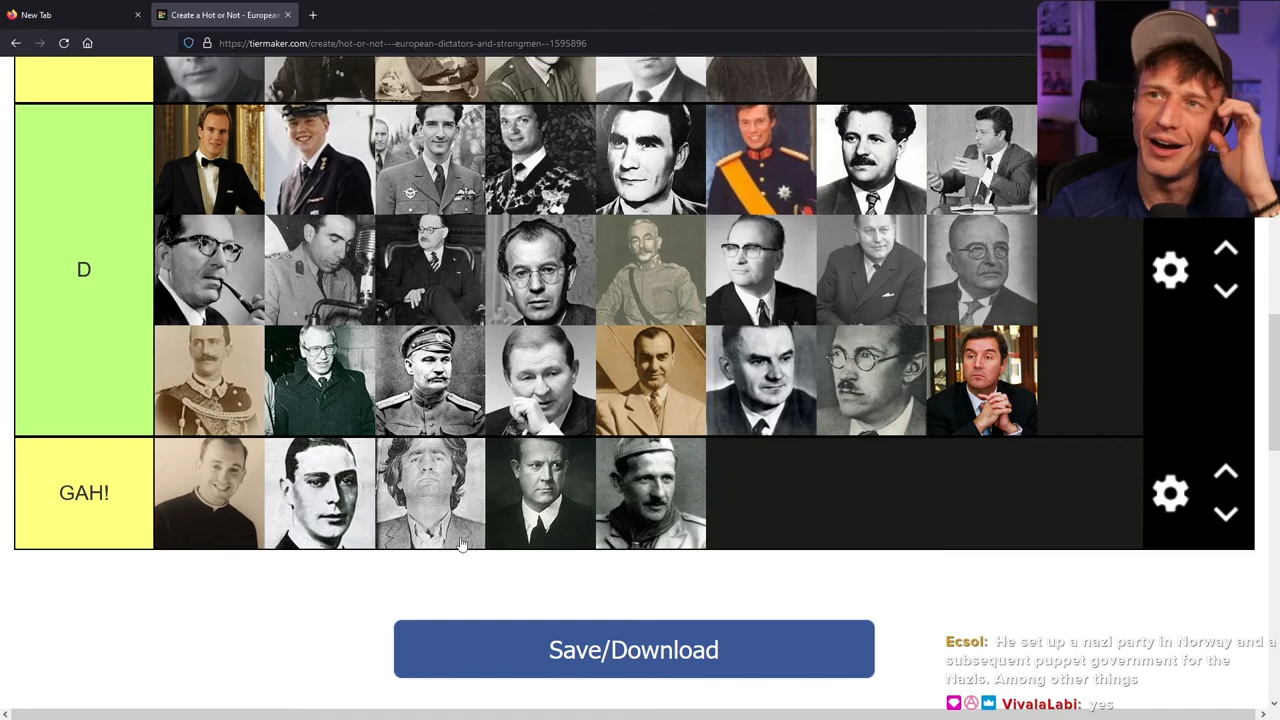 New Tab
Create a Hot or Not - European
https://tiermaker.com/create/hot-or-not---european-dictators-and-strongmen--1595896
D
GAH!
Save/Download
Ecsol: He set up a nazi party in Norway and a
subsequent puppet government for the
Nazis. Among other things
VivalaLabi: yes